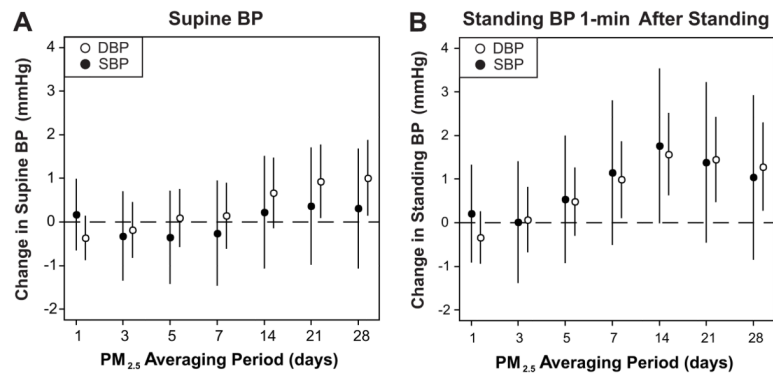 A
Supine BP
DBP
SBP
Change in Supine BP (mmHg)
4
3
2
1
0
-1
-2
1 3 5 7 14 21 28
PM2.5 Averaging Period (days)
B
Standing BP 1-min After Standing
DBP
SBP
Change in Standing BP (mmHg)
4
3
2
1
0
-1
-2
1 3 5 7 14 21 28
PM2.5 Averaging Period (days)